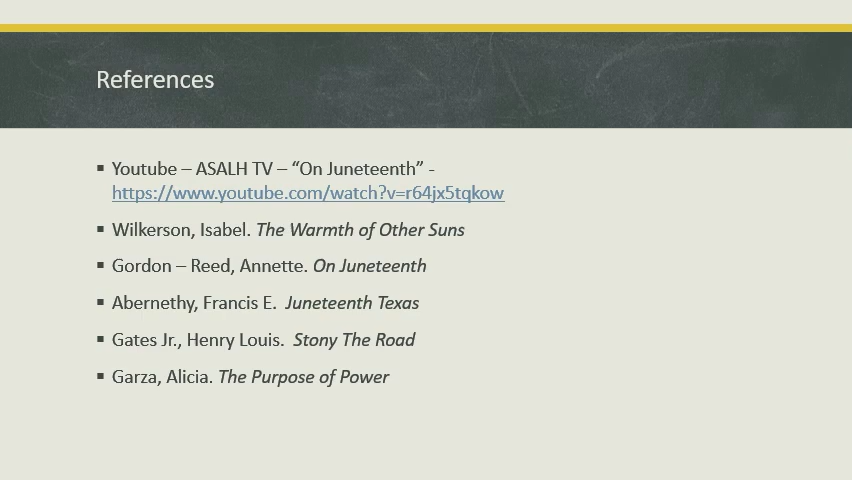 References
▪ Youtube – ASALH TV – “On Juneteenth” -
https://www.youtube.com/watch?v=r64jx5tqkow
▪ Wilkerson, Isabel. The Warmth of Other Suns
▪ Gordon – Reed, Annette. On Juneteenth
▪ Abernethy, Francis E.  Juneteenth Texas
▪ Gates Jr., Henry Louis.  Stony The Road
▪ Garza, Alicia. The Purpose of Power